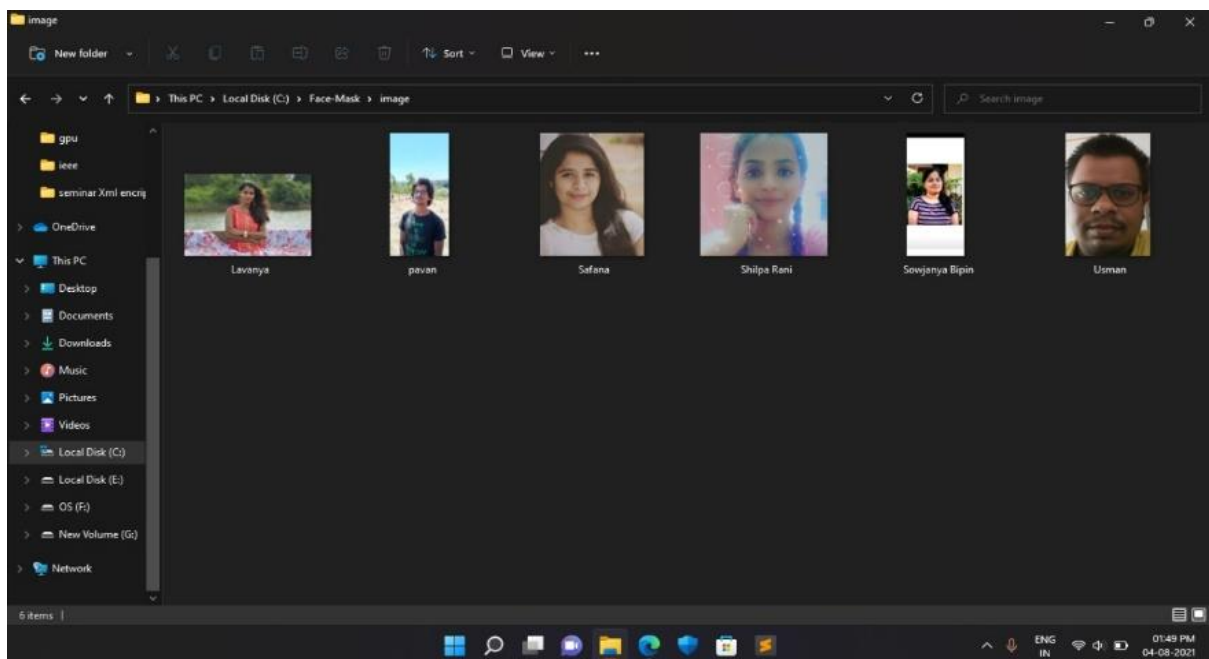 image
New folder
Sort
View
This PC > Local Disk (C:) > Face-Mask > image
Search image
gpu
ieee
seminar Xml encrip
OneDrive
This PC
Desktop
Documents
Downloads
Music
Pictures
Videos
Local Disk (C:)
Local Disk (E:)
OS (F:)
New Volume (G:)
Network
Lavanya
pavan
Safana
Shilpa Rani
Sowjanya Bipin
Usman
6 items
ENG
IN
01:49 PM
04-08-2021